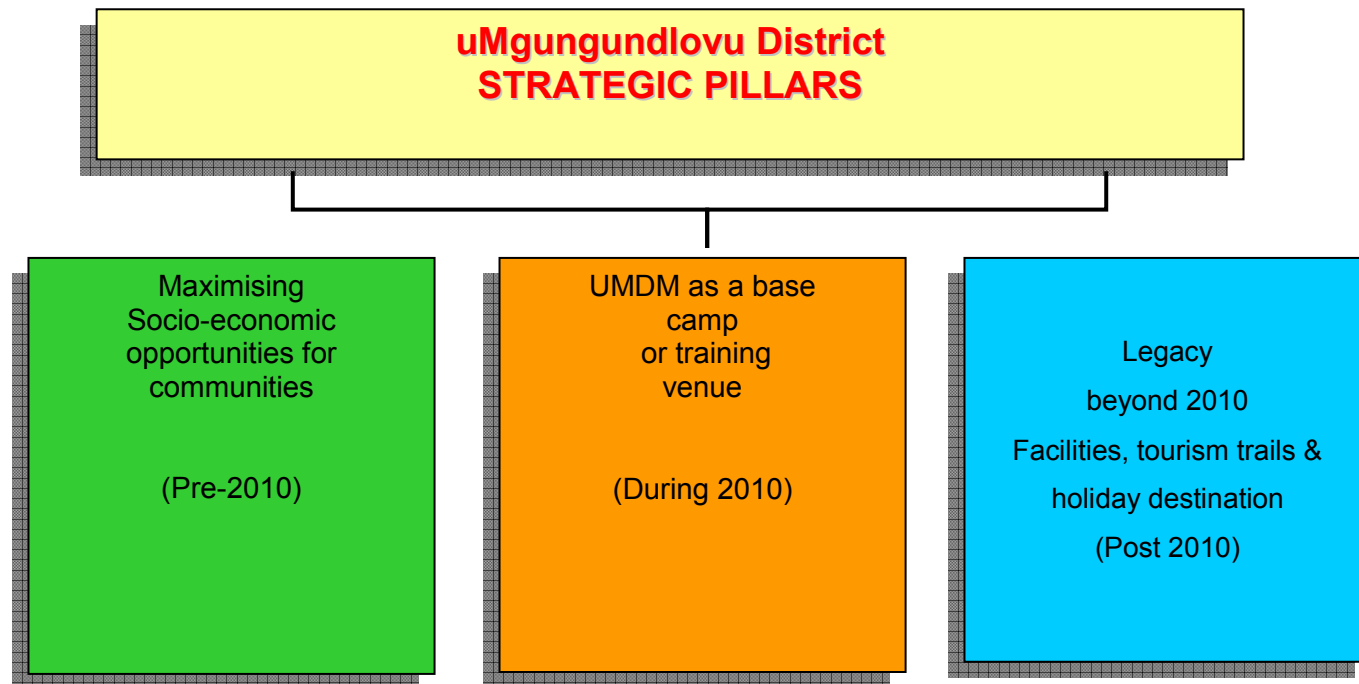 uMgungundlovu District
STRATEGIC PILLARS
Maximising
Socio-economic
opportunities for
communities
(Pre-2010)
UMDM as a base
camp
or training
venue
(During 2010)
Legacy
beyond 2010
Facilities, tourism trails &
holiday destination
(Post 2010)